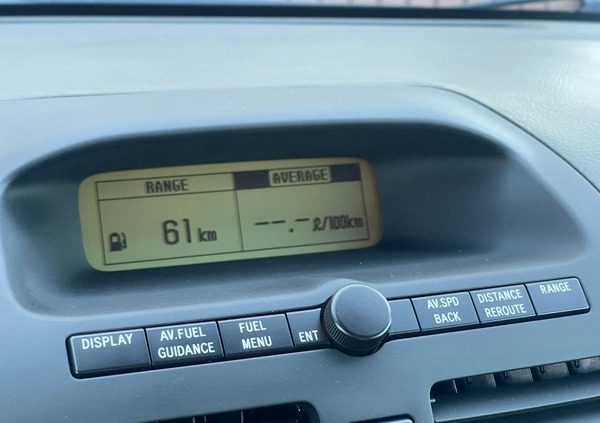 RANGE AVERAGE
61 km --.- ℓ/100km
DISPLAY AV.FUEL GUIDANCE FUEL MENU ENT AV.SPD BACK DISTANCE REROUTE RANGE